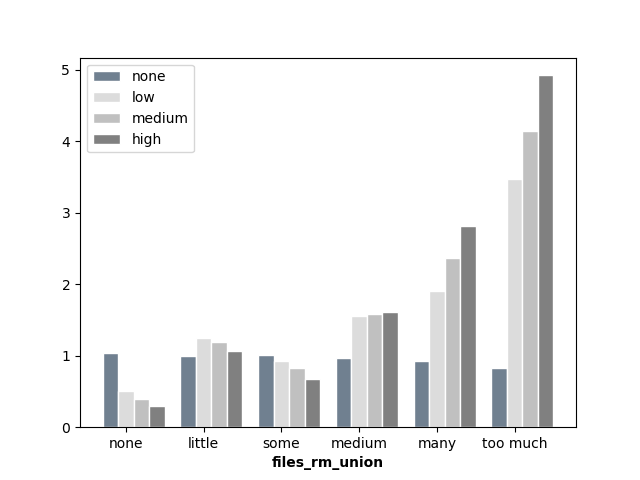 none
low
medium
high
5
4
3
2
1
0
none little some medium many too much
files_rm_union